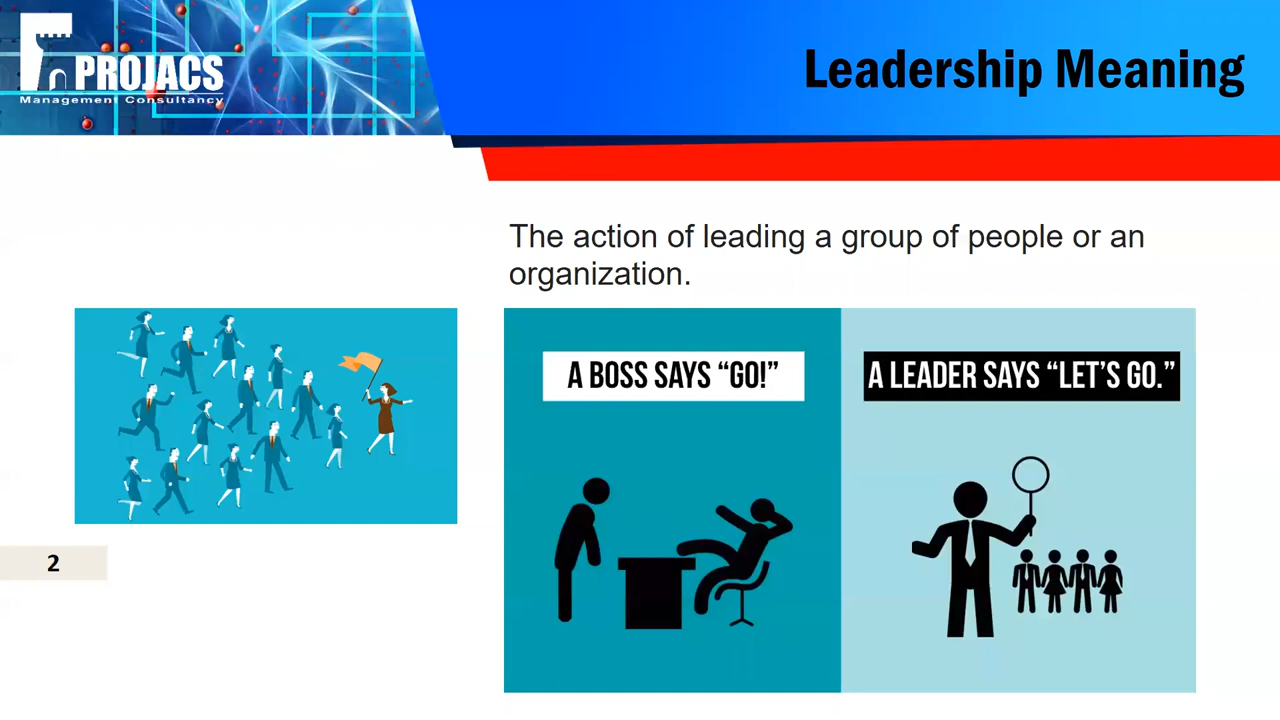 PROJACS
Management Consultancy
Leadership Meaning
The action of leading a group of people or an
organization.
A BOSS SAYS “GO!”
A LEADER SAYS “LET’S GO.”
2